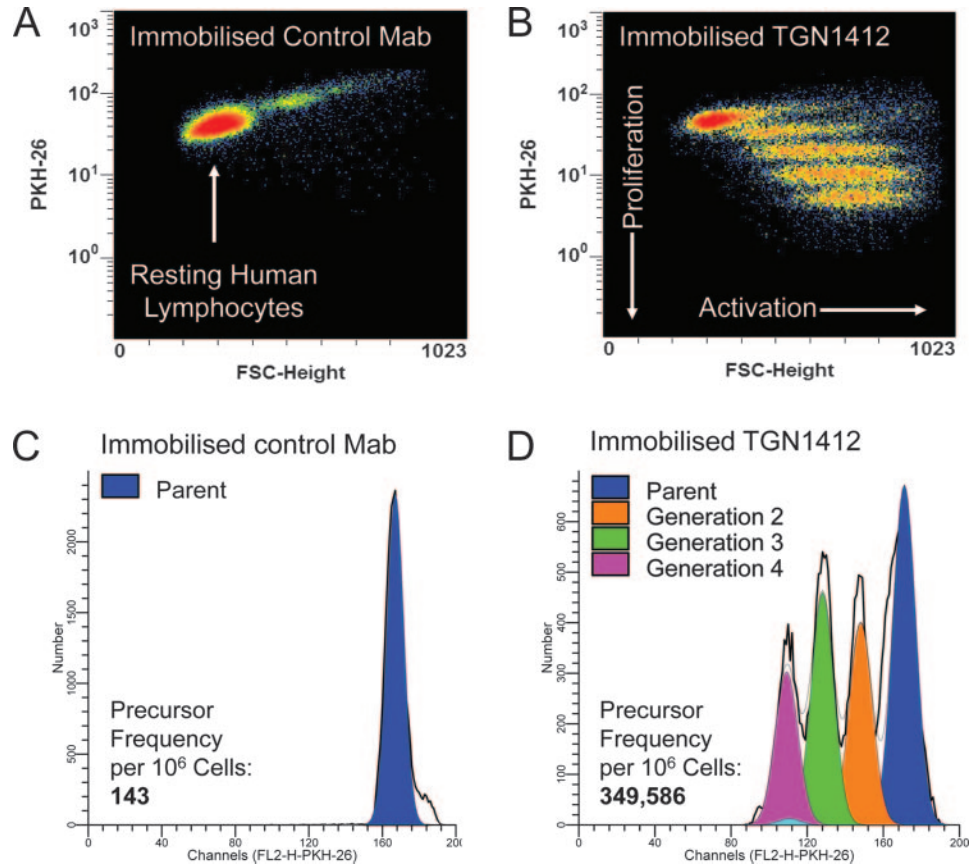 A
Immobilised Control Mab
10³
10²
10¹
10⁰
PKH-26
Resting Human
Lymphocytes
0
1023
FSC-Height
B
Immobilised TGN1412
10³
10²
10¹
10⁰
PKH-26
Proliferation
Activation
0
1023
FSC-Height
C
Immobilised control Mab
Parent
Number
2000
1500
1000
500
0
Precursor
Frequency
per 10⁶ Cells:
143
0 40 80 120 160 200
Channels (FL2-H-PKH-26)
D
Immobilised TGN1412
Parent
Generation 2
Generation 3
Generation 4
Number
600
500
400
300
200
100
0
Precursor
Frequency
per 10⁶ Cells:
349,586
0 40 80 120 160 200
Channels (FL2-H-PKH-26)